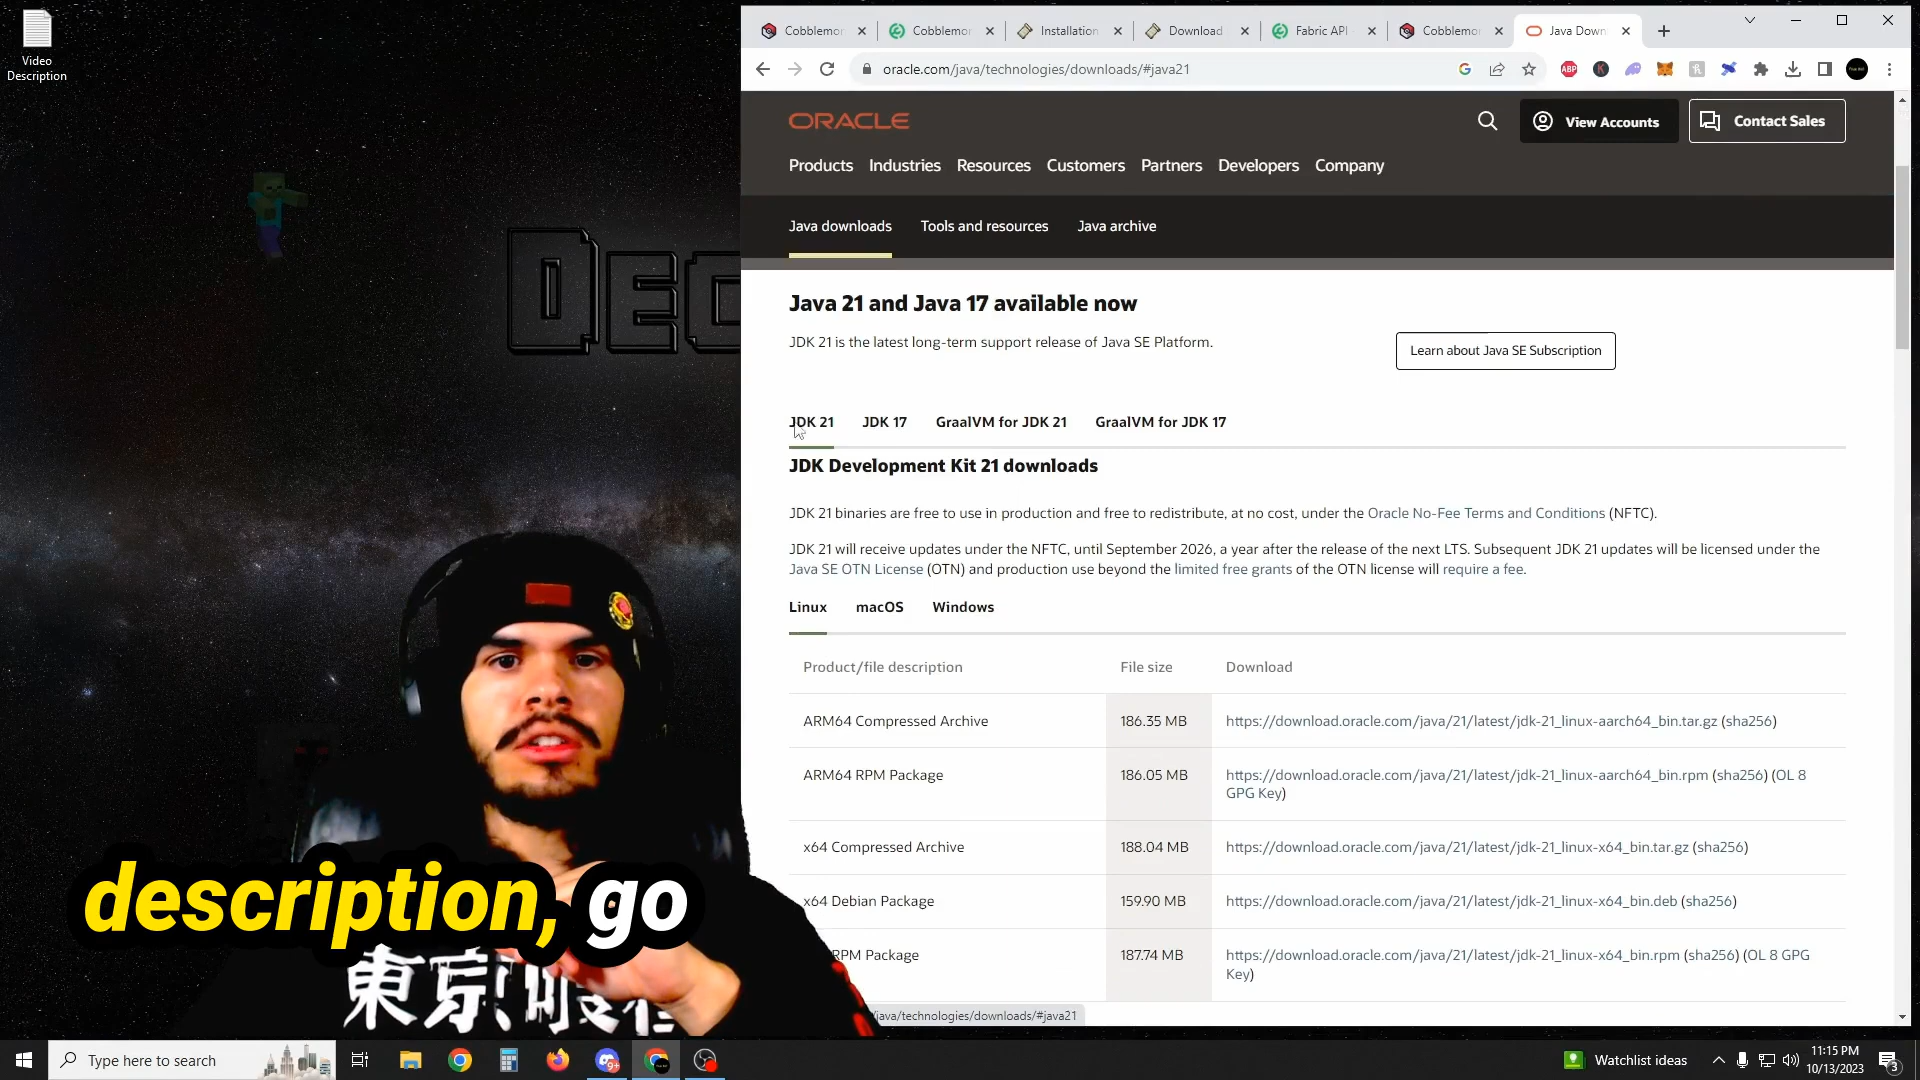 Video
Description
Cobblemor
Cobblemor
Installation
Download
Fabric API
Cobblemor
Java Down
oracle.com/java/technologies/downloads/#java21
ABP
ORACLE
View Accounts
Contact Sales
Products Industries Resources Customers Partners Developers Company
Java downloads Tools and resources Java archive
Java 21 and Java 17 available now
JDK 21 is the latest long-term support release of Java SE Platform.
Learn about Java SE Subscription
JDK 21 JDK 17 GraalVM for JDK 21 GraalVM for JDK 17
JDK Development Kit 21 downloads
JDK 21 binaries are free to use in production and free to redistribute, at no cost, under the Oracle No-Fee Terms and Conditions (NFTC).
JDK 21 will receive updates under the NFTC, until September 2026, a year after the release of the next LTS. Subsequent JDK 21 updates will be licensed under the
Java SE OTN License (OTN) and production use beyond the limited free grants of the OTN license will require a fee.
Linux macOS Windows
Product/file description File size Download
ARM64 Compressed Archive 186.35 MB https://download.oracle.com/java/21/latest/jdk-21_linux-aarch64_bin.tar.gz (sha256)
ARM64 RPM Package 186.05 MB https://download.oracle.com/java/21/latest/jdk-21_linux-aarch64_bin.rpm (sha256) (OL 8
GPG Key)
x64 Compressed Archive 188.04 MB https://download.oracle.com/java/21/latest/jdk-21_linux-x64_bin.tar.gz (sha256)
x64 Debian Package 159.90 MB https://download.oracle.com/java/21/latest/jdk-21_linux-x64_bin.deb (sha256)
RPM Package 187.74 MB https://download.oracle.com/java/21/latest/jdk-21_linux-x64_bin.rpm (sha256) (OL 8 GPG
Key)
/java/technologies/downloads/#java21
description, go
東京
Type here to search
Watchlist ideas
11:15 PM
10/13/2023
3